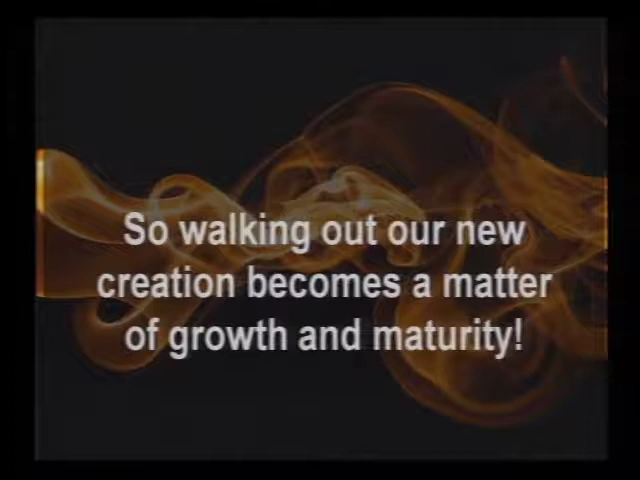 So walking out our new
creation becomes a matter
of growth and maturity!